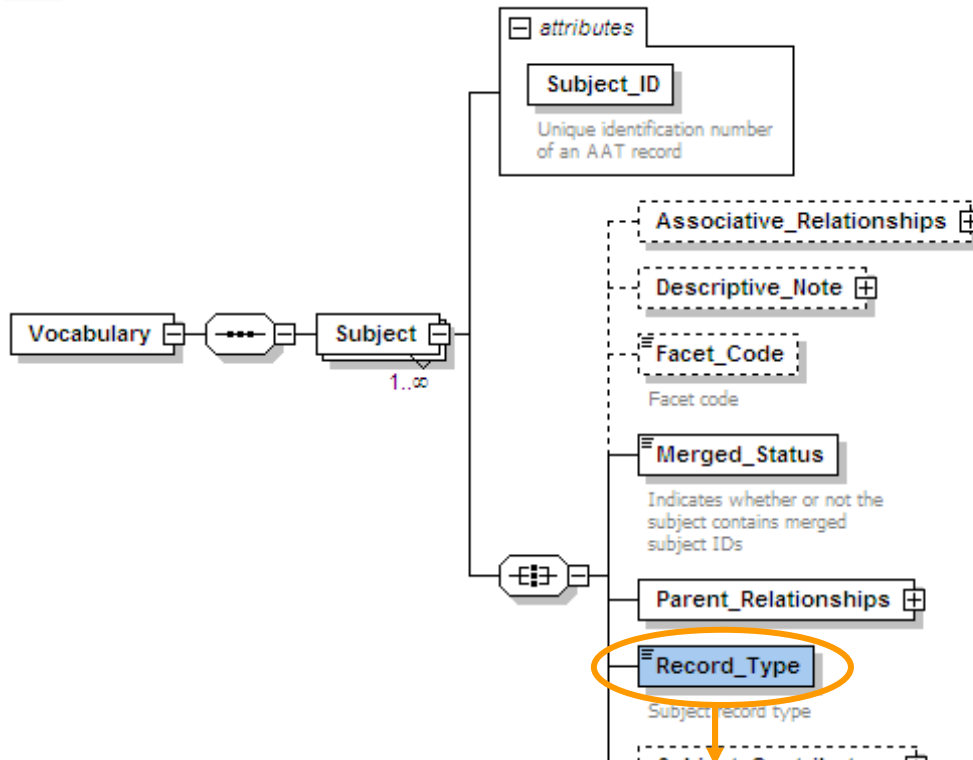 attributes
Subject_ID
Unique identification number
of an AAT record
Associative_Relationships
Descriptive_Note
Vocabulary
Subject
Facet_Code
1..∞
Facet code
Merged_Status
Indicates whether or not the
subject contains merged
subject IDs
Parent_Relationships
Record_Type
Subject record type